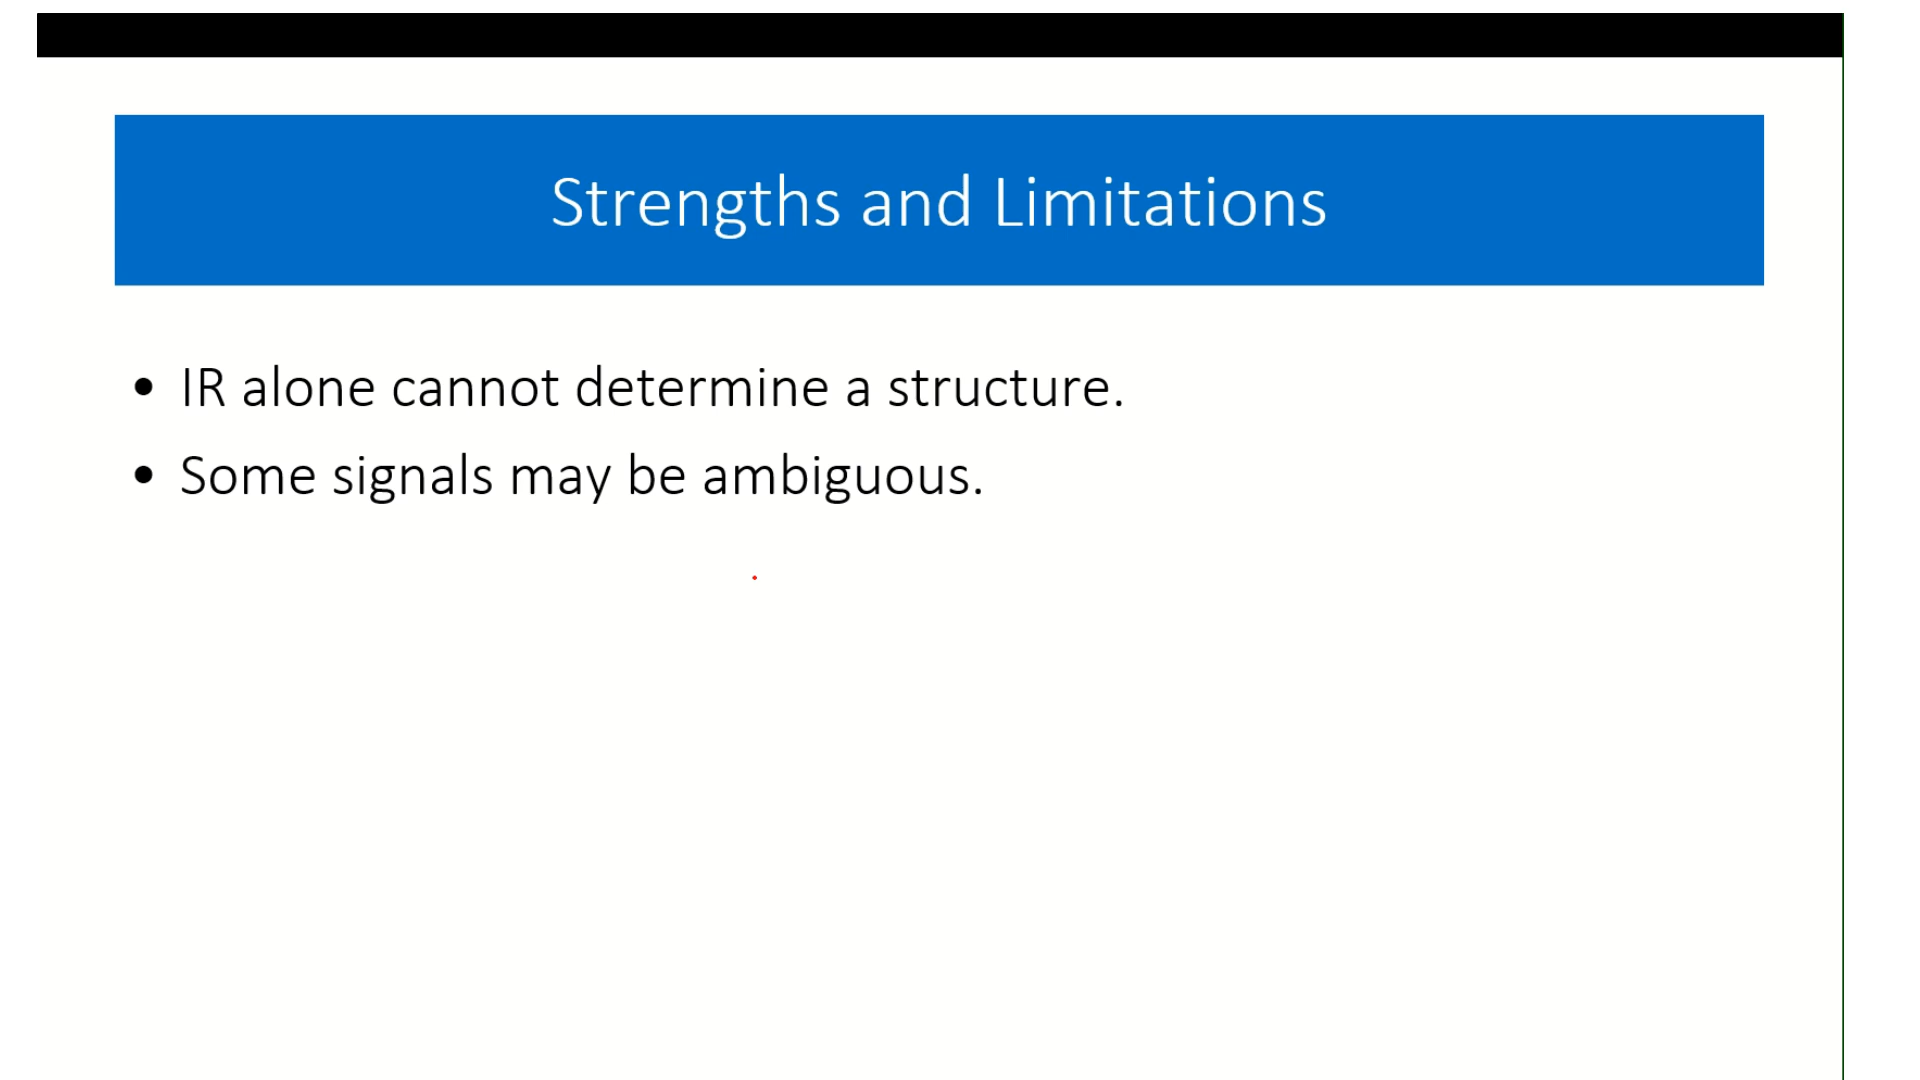 Strengths and Limitations
• IR alone cannot determine a structure.
• Some signals may be ambiguous.